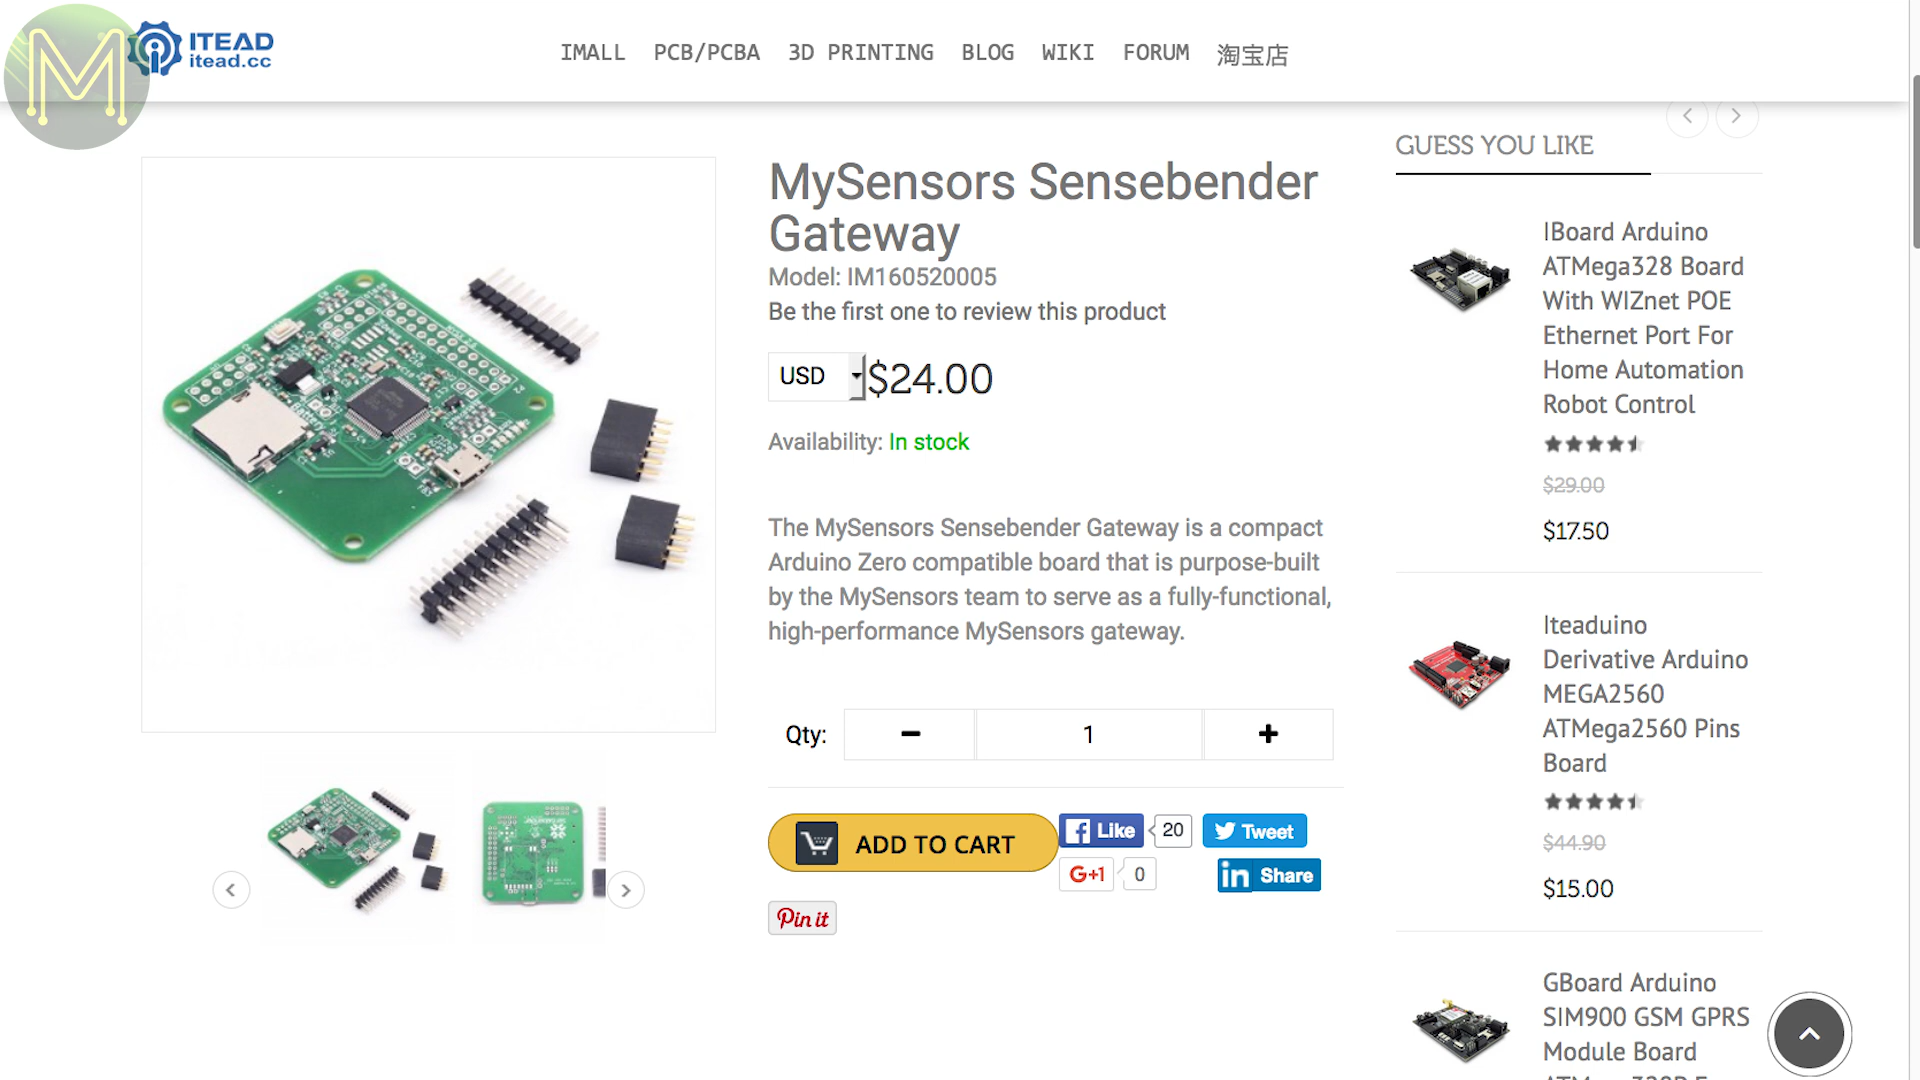 M
ITEAD
itead.cc
IMALL PCB/PCBA 3D PRINTING BLOG WIKI FORUM 淘宝店
MySensors Sensebender
Gateway
Model: IM160520005
Be the first one to review this product
USD $24.00
Availability: In stock
The MySensors Sensebender Gateway is a compact
Arduino Zero compatible board that is purpose-built
by the MySensors team to serve as a fully-functional,
high-performance MySensors gateway.
Qty: 1
ADD TO CART
Like 20
Tweet
G+1 0
in Share
Pin it
GUESS YOU LIKE
IBoard Arduino
ATMega328 Board
With WIZnet POE
Ethernet Port For
Home Automation
Robot Control
$29.00
$17.50
Iteaduino
Derivative Arduino
MEGA2560
ATMega2560 Pins
Board
$44.90
$15.00
GBoard Arduino
SIM900 GSM GPRS
Module Board